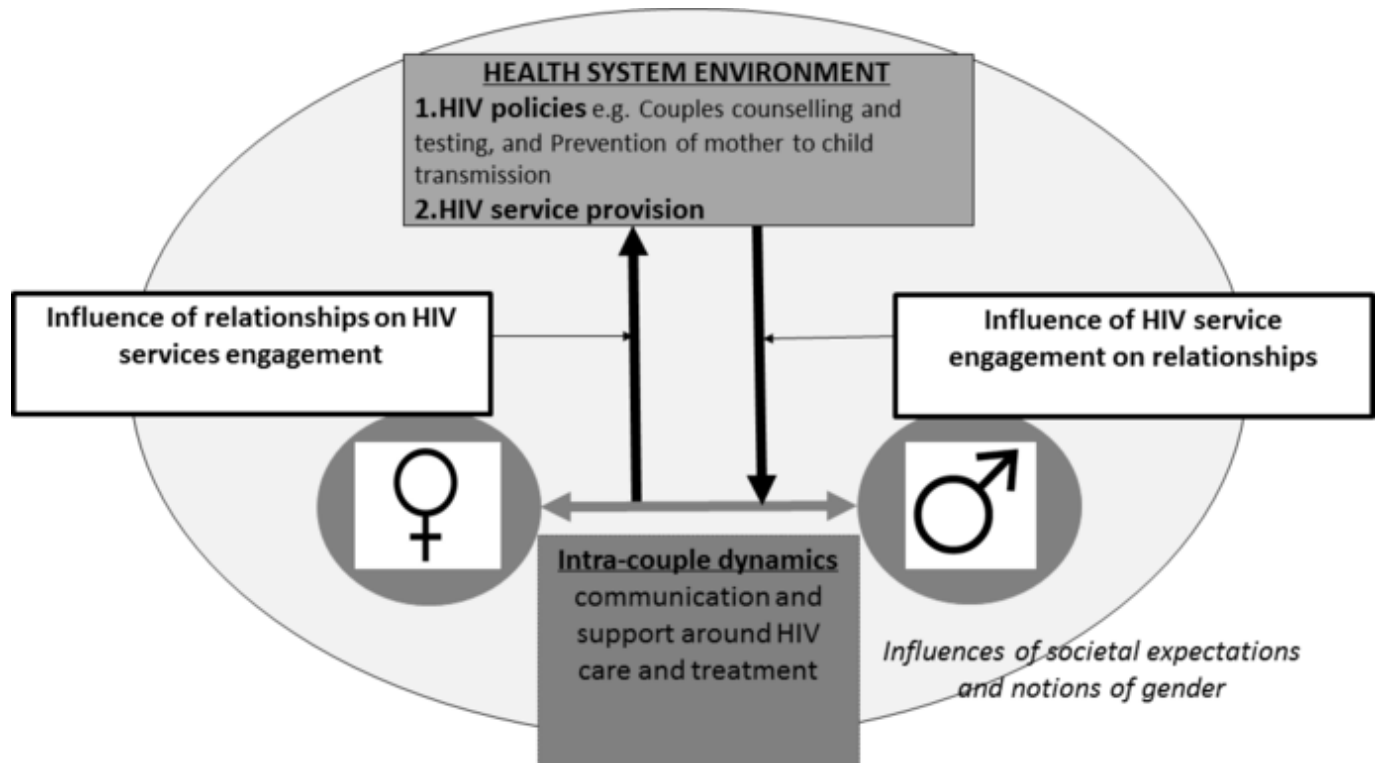 HEALTH SYSTEM ENVIRONMENT
1.HIV policies e.g. Couples counselling and
testing, and Prevention of mother to child
transmission
2.HIV service provision
Influence of relationships on HIV
services engagement
Influence of HIV service
engagement on relationships
Intra-couple dynamics
communication and
support around HIV
care and treatment
Influences of societal expectations
and notions of gender